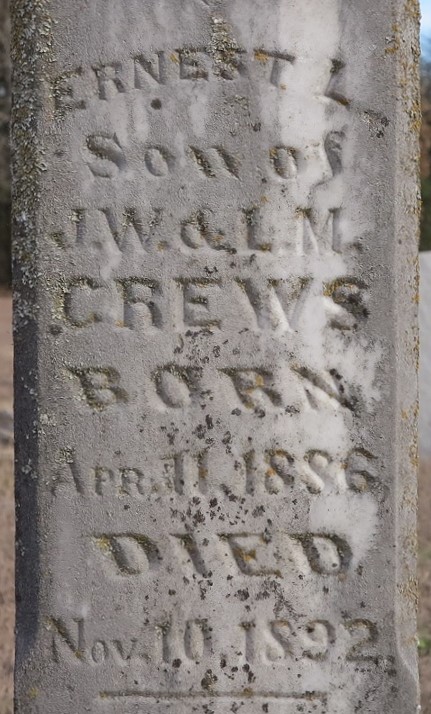 ERNEST L.
Son of
J.W. & L.M.
CREWS
BORN
APR. 11, 1886,
DIED
Nov. 10, 1892.